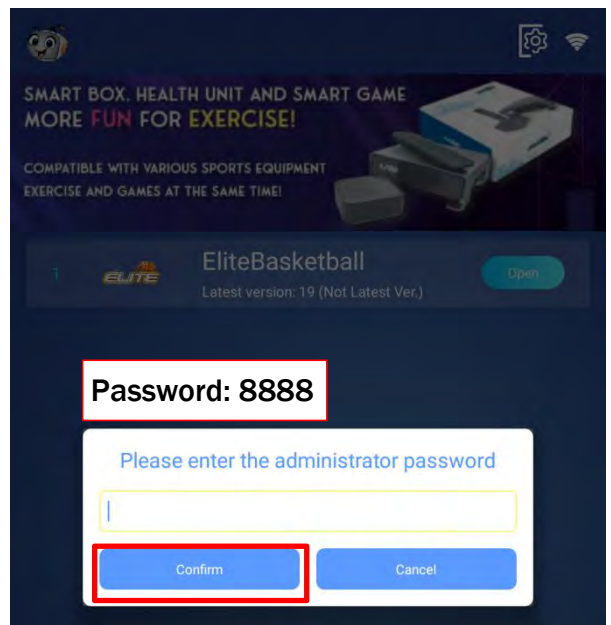 SMART BOX, HEALTH UNIT AND SMART GAME
MORE FUN FOR EXERCISE!
COMPATIBLE WITH VARIOUS SPORTS EQUIPMENT
EXERCISE AND GAMES AT THE SAME TIME!
1
ELITE
EliteBasketball
Open
Latest version: 19 (Not Latest Ver.)
Password: 8888
Please enter the administrator password
Confirm
Cancel